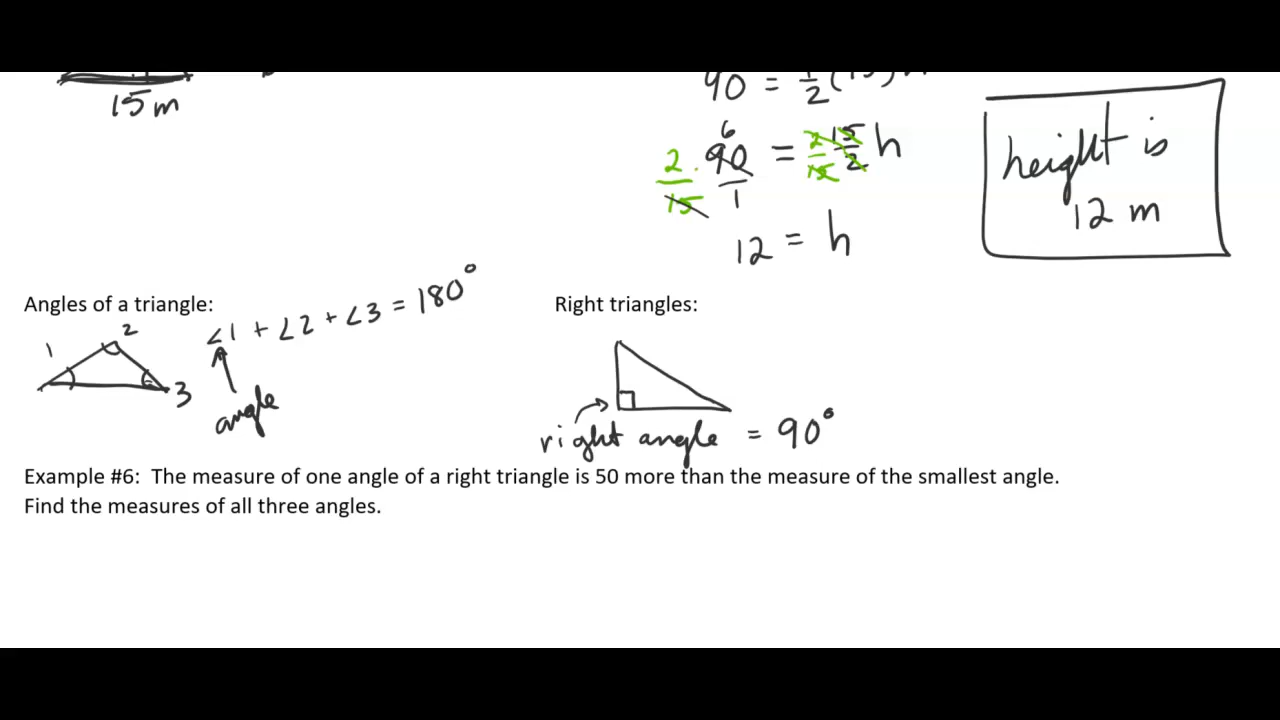 15 m
90 = 1/2 (15)
6
2/15 · 90/1 = 2/15 15/2 h
12 = h
height is
12 m
Angles of a triangle:
1 2 3
∠1 + ∠2 + ∠3 = 180°
angle
Right triangles:
right angle = 90°
Example #6: The measure of one angle of a right triangle is 50 more than the measure of the smallest angle.
Find the measures of all three angles.